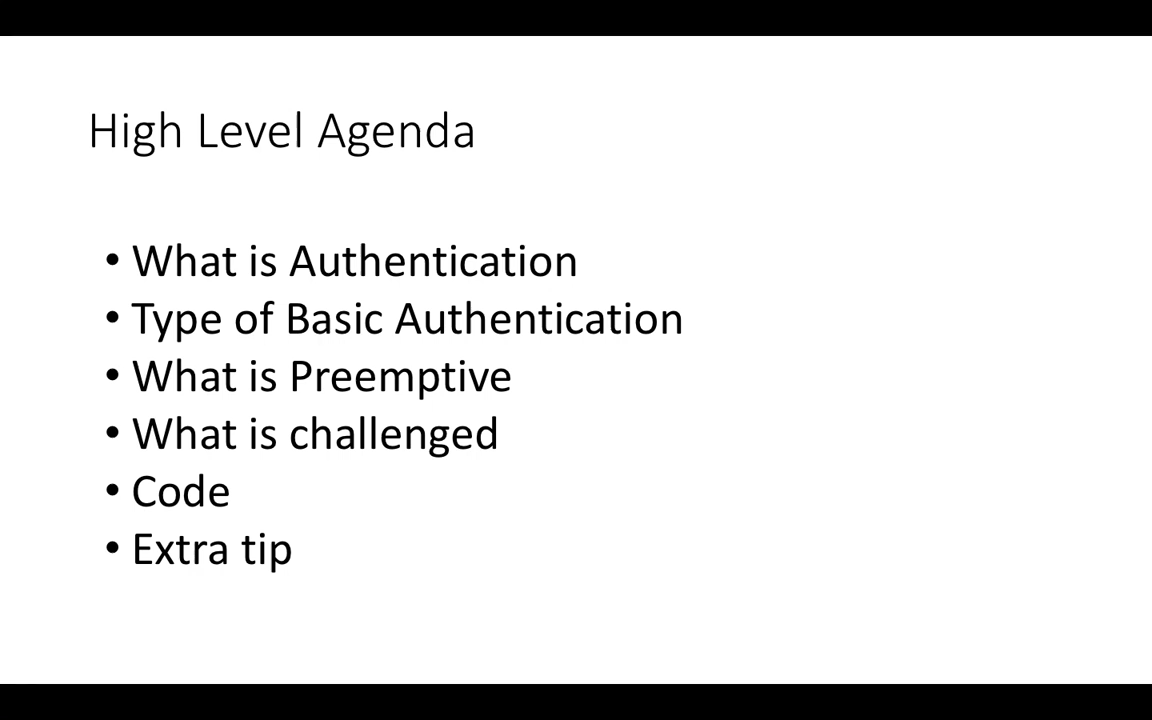 High Level Agenda
• What is Authentication
• Type of Basic Authentication
• What is Preemptive
• What is challenged
• Code
• Extra tip